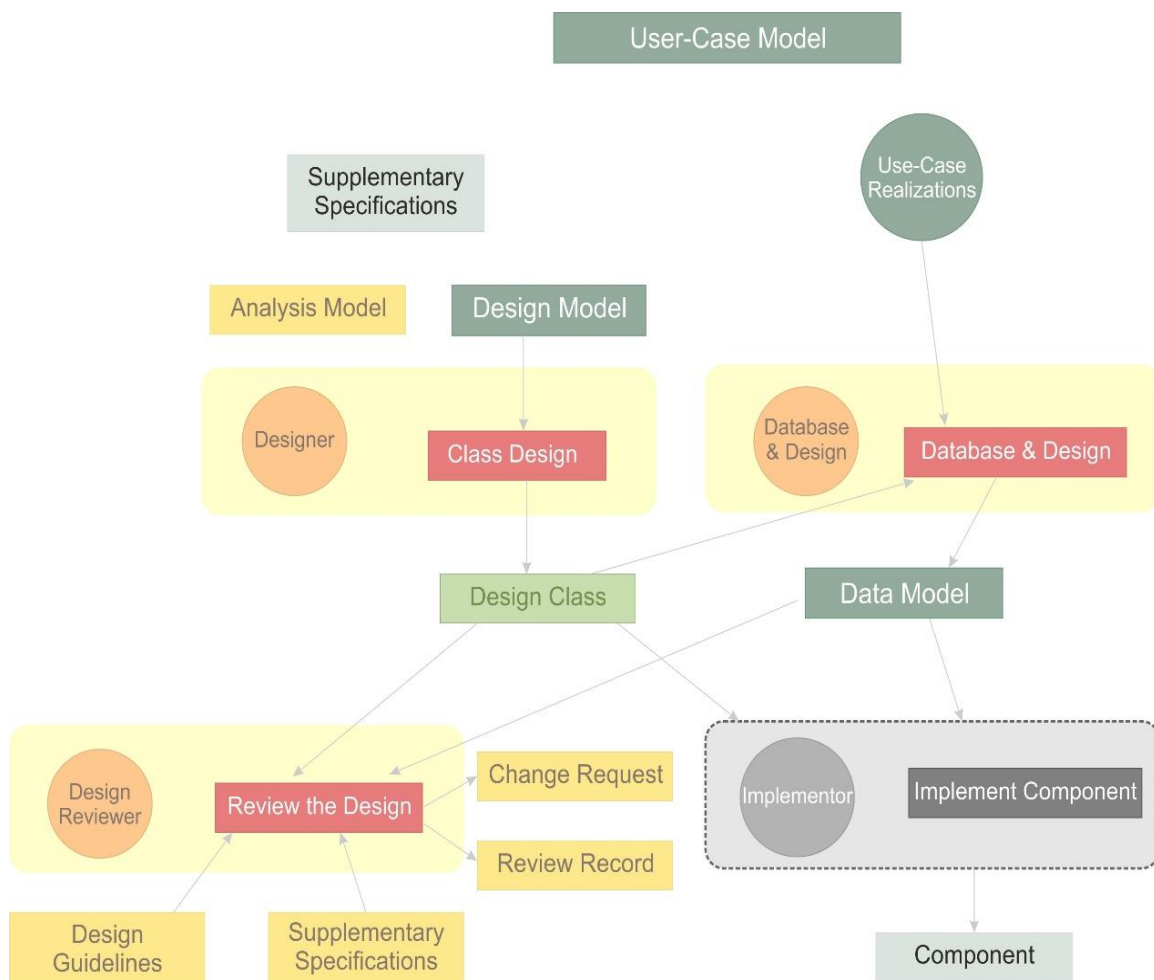 User-Case Model
Use-Case
Realizations
Supplementary
Specifications
Analysis Model
Design Model
Designer
Class Design
Database
& Design
Database & Design
Design Class
Data Model
Design
Reviewer
Review the Design
Change Request
Review Record
Implementor
Implement Component
Design
Guidelines
Supplementary
Specifications
Component